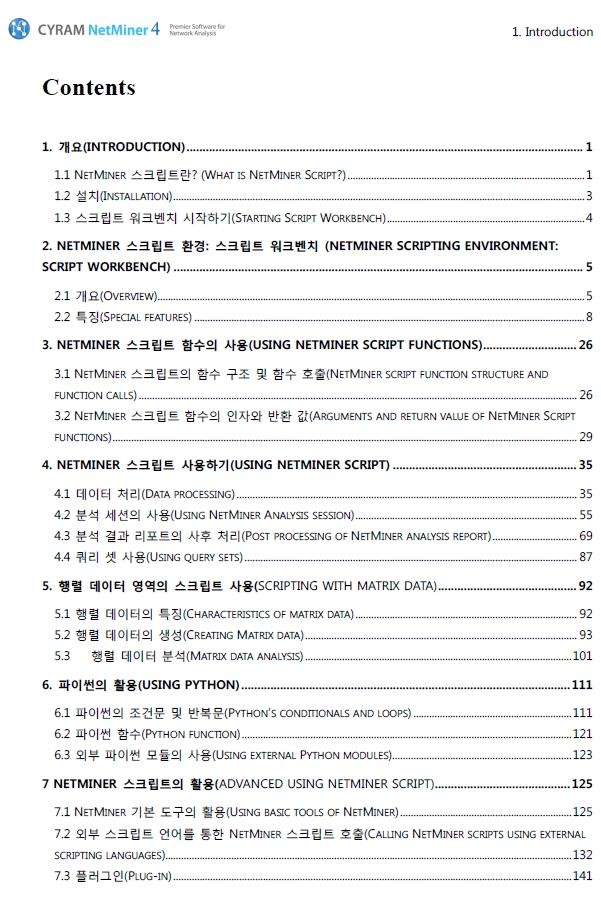 CYRAM NetMiner 4 Premier Software for
Network Analysis
1. Introduction
Contents
1. 개요(INTRODUCTION) 1
1.1 NETMINER 스크립트란? (WHAT IS NETMINER SCRIPT?) 1
1.2 설치(INSTALLATION) 3
1.3 스크립트 워크벤치 시작하기(STARTING SCRIPT WORKBENCH) 4
2. NETMINER 스크립트 환경: 스크립트 워크벤치 (NETMINER SCRIPTING ENVIRONMENT:
SCRIPT WORKBENCH) 5
2.1 개요(OVERVIEW) 5
2.2 특징(SPECIAL FEATURES) 8
3. NETMINER 스크립트 함수의 사용(USING NETMINER SCRIPT FUNCTIONS) 26
3.1 NETMINER 스크립트의 함수 구조 및 함수 호출(NETMINER SCRIPT FUNCTION STRUCTURE AND
FUNCTION CALLS) 26
3.2 NETMINER 스크립트 함수의 인자와 반환 값(ARGUMENTS AND RETURN VALUE OF NETMINER SCRIPT
FUNCTIONS) 29
4. NETMINER 스크립트 사용하기(USING NETMINER SCRIPT) 35
4.1 데이터 처리(DATA PROCESSING) 35
4.2 분석 세션의 사용(USING NETMINER ANALYSIS SESSION) 55
4.3 분석 결과 리포트의 사후 처리(POST PROCESSING OF NETMINER ANALYSIS REPORT) 69
4.4 쿼리 셋 사용(USING QUERY SETS) 87
5. 행렬 데이터 영역의 스크립트 사용(SCRIPTING WITH MATRIX DATA) 92
5.1 행렬 데이터의 특징(CHARACTERISTICS OF MATRIX DATA) 92
5.2 행렬 데이터의 생성(CREATING MATRIX DATA) 93
5.3 행렬 데이터 분석(MATRIX DATA ANALYSIS) 101
6. 파이썬의 활용(USING PYTHON) 111
6.1 파이썬의 조건문 및 반복문(PYTHON'S CONDITIONALS AND LOOPS) 111
6.2 파이썬 함수(PYTHON FUNCTION) 121
6.3 외부 파이썬 모듈의 사용(USING EXTERNAL PYTHON MODULES) 123
7 NETMINER 스크립트의 활용(ADVANCED USING NETMINER SCRIPT) 125
7.1 NETMINER 기본 도구의 활용(USING BASIC TOOLS OF NETMINER) 125
7.2 외부 스크립트 언어를 통한 NETMINER 스크립트 호출(CALLING NETMINER SCRIPTS USING EXTERNAL
SCRIPTING LANGUAGES) 132
7.3 플러그인(PLUG-IN) 141